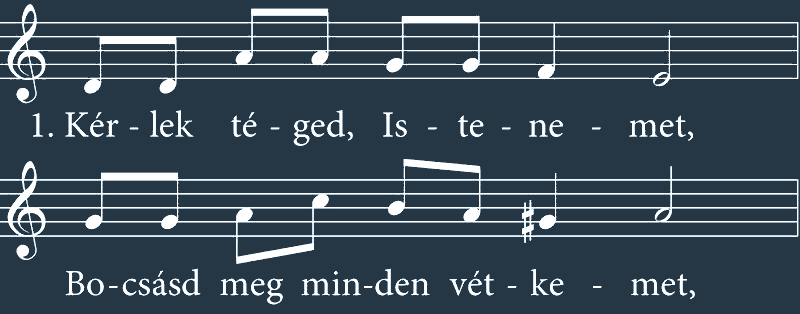 1. Kér - lek té - ged, Is - te - ne - met,
Bo-csásd meg min-den vét - ke - met,